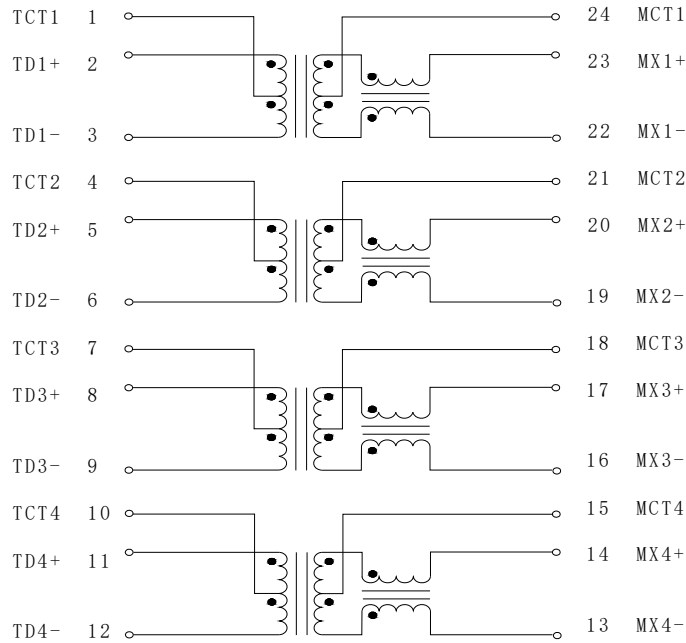 TCT1 1 24 MCT1
TD1+ 2 23 MX1+
TD1- 3 22 MX1-
TCT2 4 21 MCT2
TD2+ 5 20 MX2+
TD2- 6 19 MX2-
TCT3 7 18 MCT3
TD3+ 8 17 MX3+
TD3- 9 16 MX3-
TCT4 10 15 MCT4
TD4+ 11 14 MX4+
TD4- 12 13 MX4-